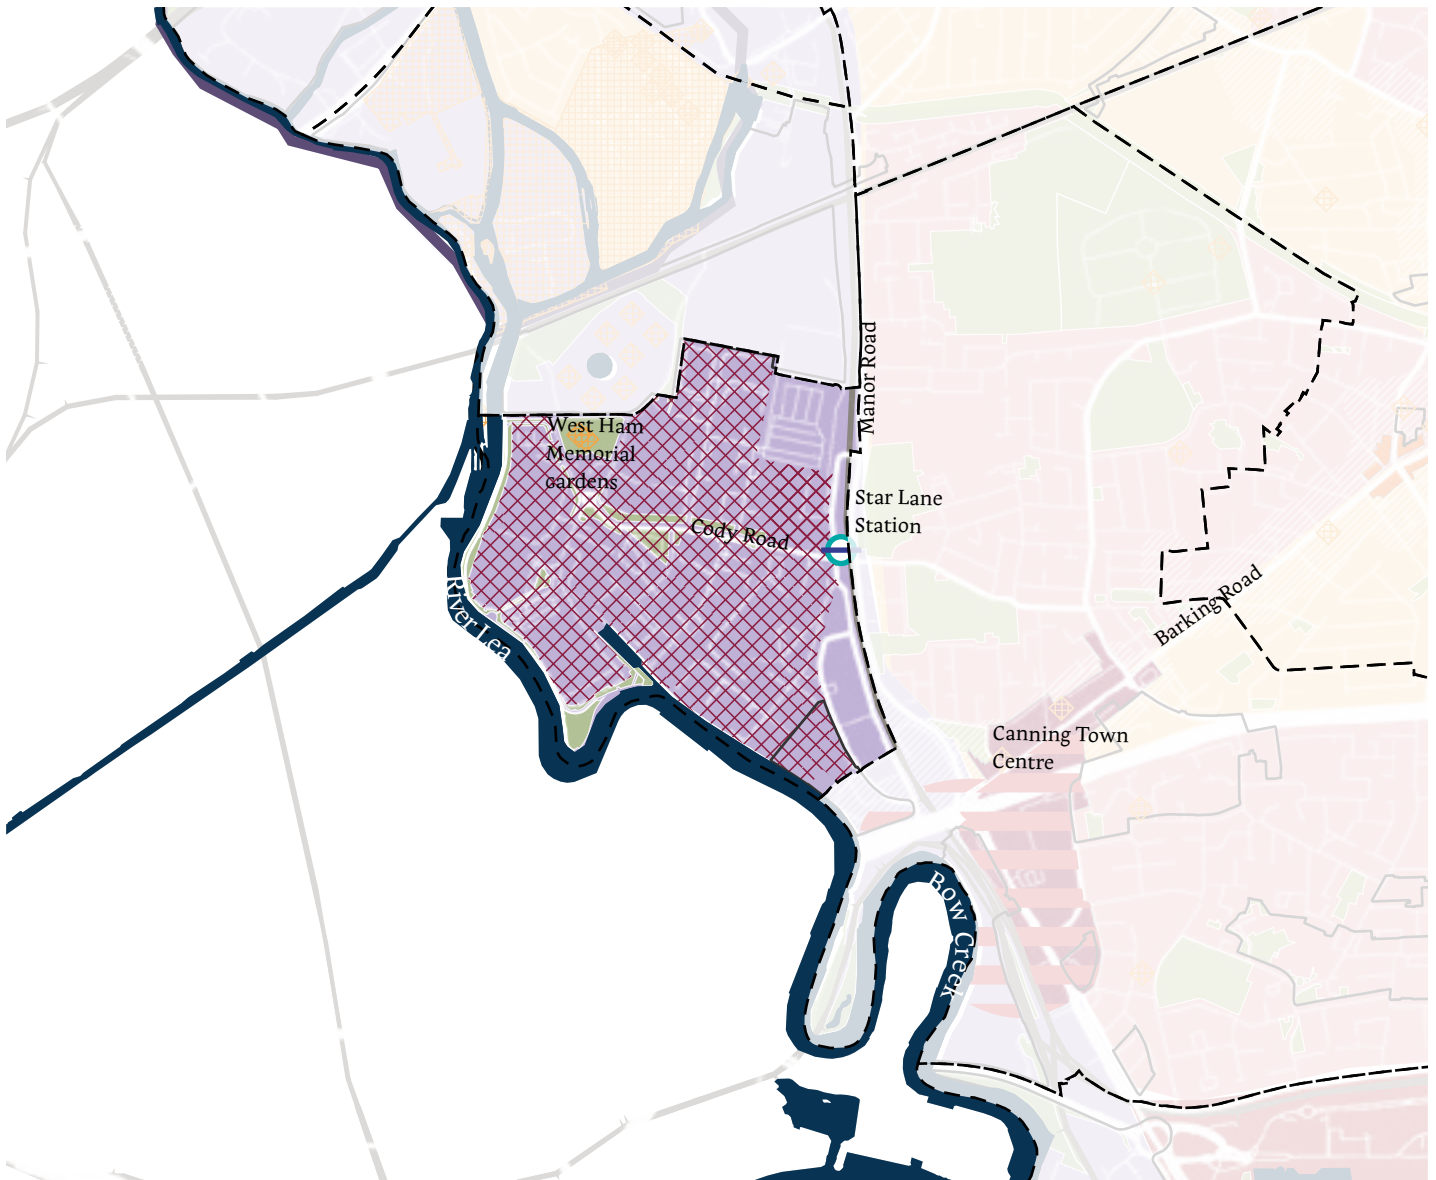 Manor Road
West Ham
Memorial
gardens
Star Lane
Station
Cody Road
River Lea
Barking Road
Canning Town
Centre
Bow Creek